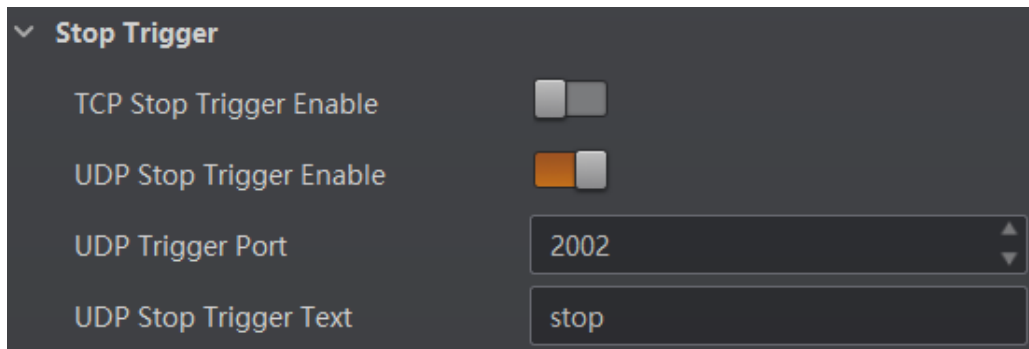 Stop Trigger
TCP Stop Trigger Enable
UDP Stop Trigger Enable
UDP Trigger Port 2002
UDP Stop Trigger Text stop